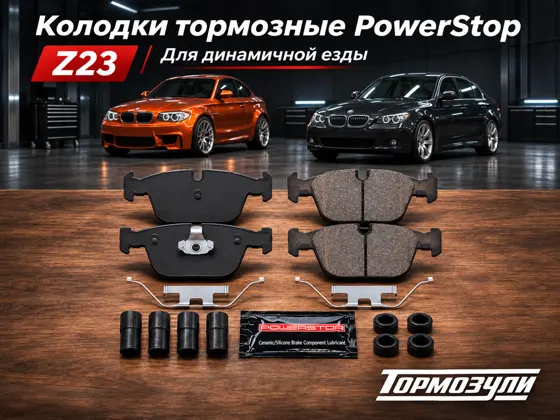 Колодки тормозные PowerStop
Z23
Для динамичной езды
POWERSTOP
Ceramic/Silicone Brake Component Lubricant
ТОРМОЗУЛИ